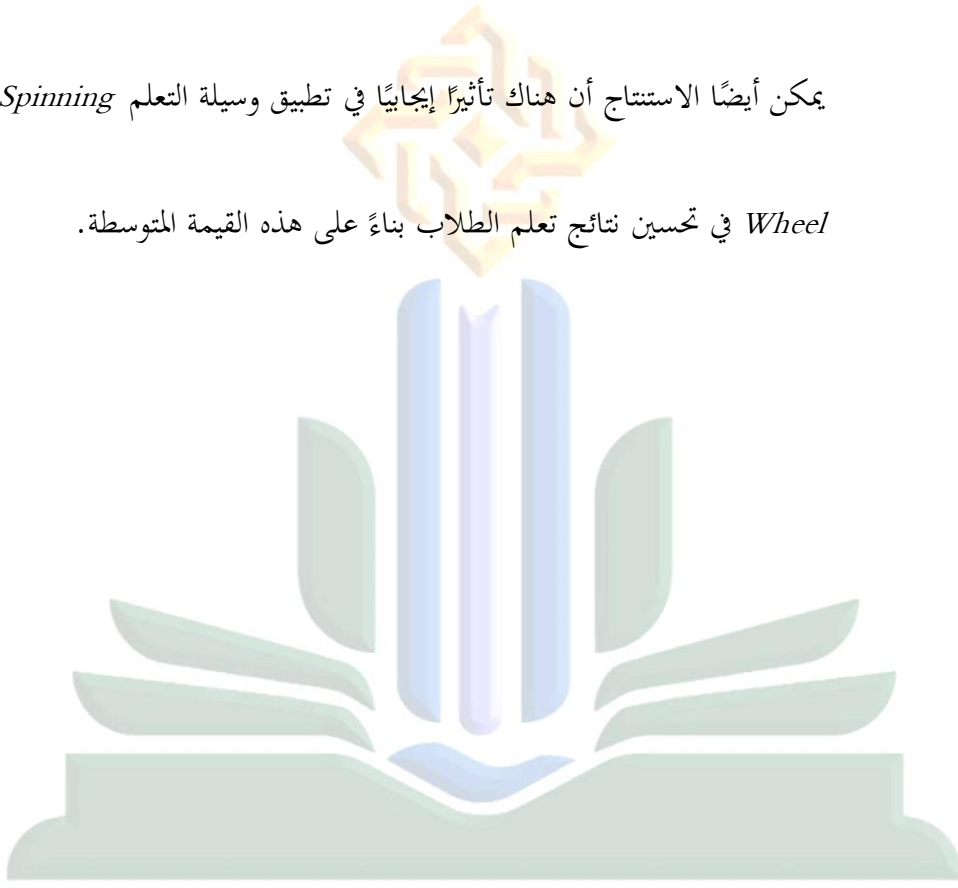 يمكن أيضًا الاستنتاج أن هناك تأثيرًا إيجابيًا في تطبيق وسيلة التعلم Spinning
Wheel في تحسين نتائج تعلم الطلاب بناءً على هذه القيمة المتوسطة.